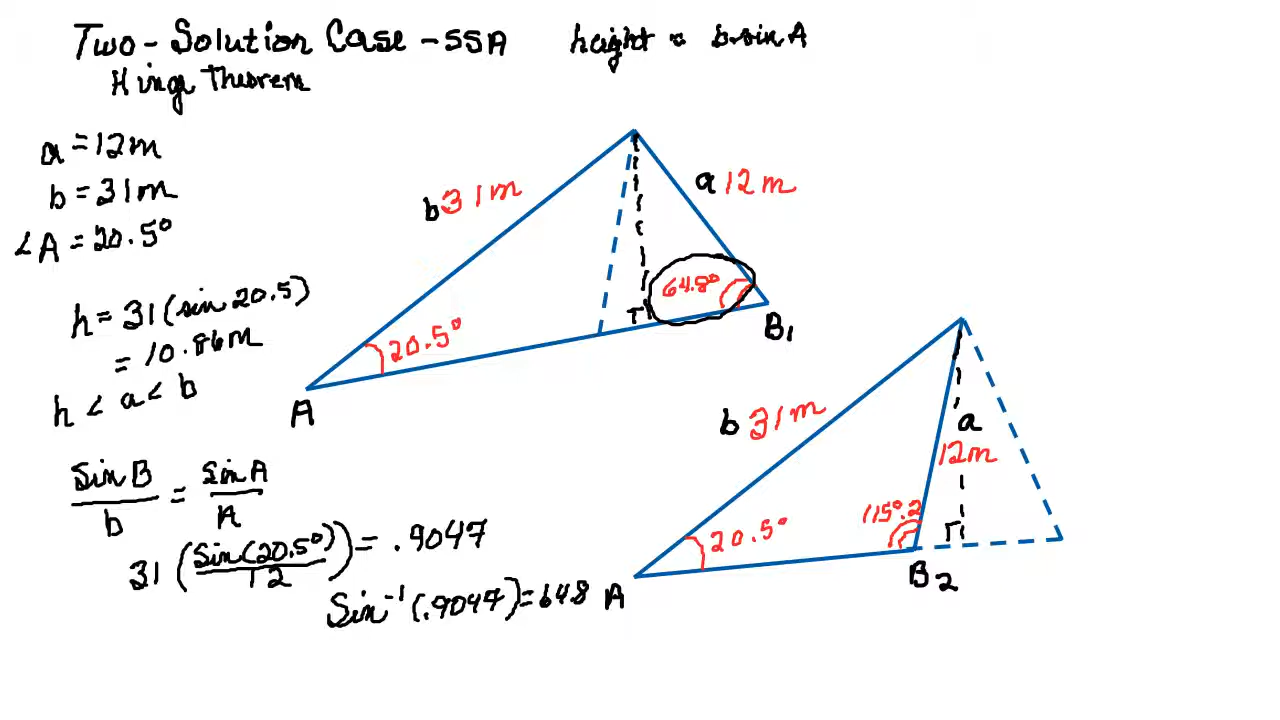 Two-Solution Case-SSA height = b·sin A
Hinge Theorem
a = 12m
b = 31m
∠A = 20.5°
h = 31(sin 20.5)
= 10.86m
h < a < b
Sin B / b = Sin A / A
31 (Sin(20.5°) / 12) = .9047
Sin⁻¹(.9047) = 648
b 31m
a 12m
64.8°
20.5°
B1
A
b 31m
a
12m
115°.2
20.5°
B2
A